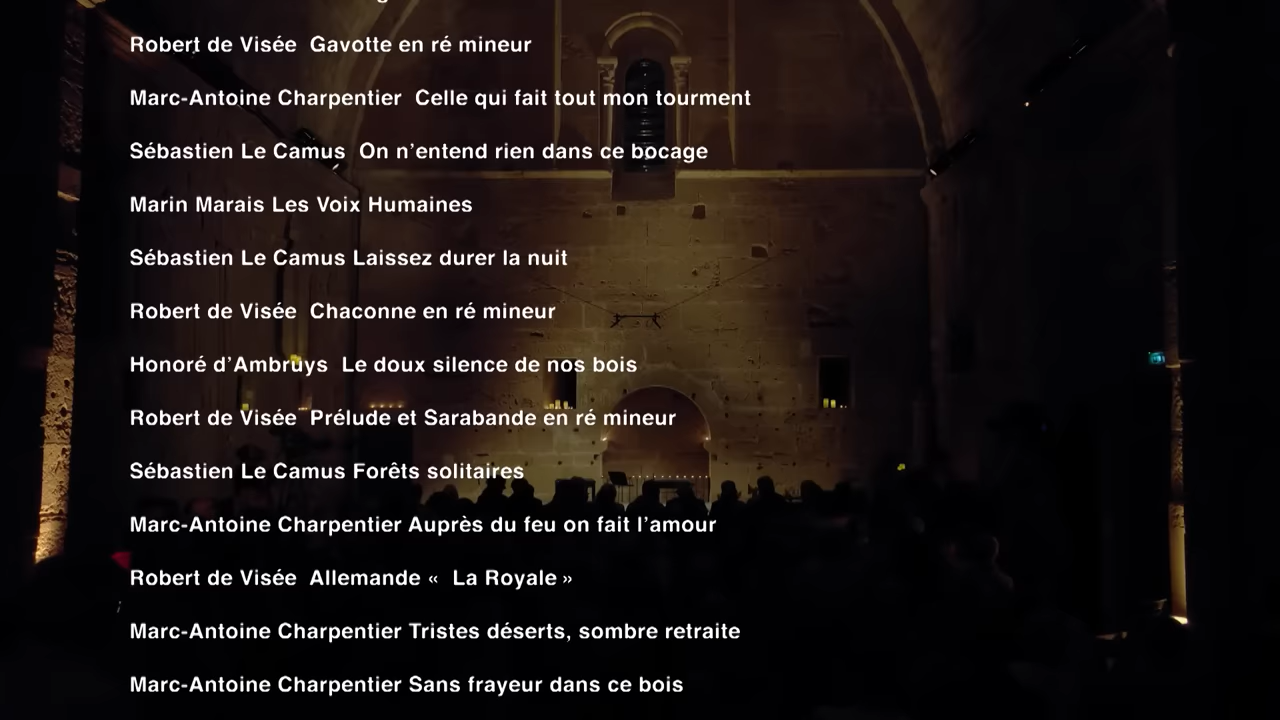 Robert de Visée  Gavotte en ré mineur
Marc-Antoine Charpentier  Celle qui fait tout mon tourment
Sébastien Le Camus  On n’entend rien dans ce bocage
Marin Marais Les Voix Humaines
Sébastien Le Camus Laissez durer la nuit
Robert de Visée  Chaconne en ré mineur
Honoré d’Ambruys  Le doux silence de nos bois
Robert de Visée  Prélude et Sarabande en ré mineur
Sébastien Le Camus Forêts solitaires
Marc-Antoine Charpentier Auprès du feu on fait l’amour
Robert de Visée  Allemande «  La Royale »
Marc-Antoine Charpentier Tristes déserts, sombre retraite
Marc-Antoine Charpentier Sans frayeur dans ce bois